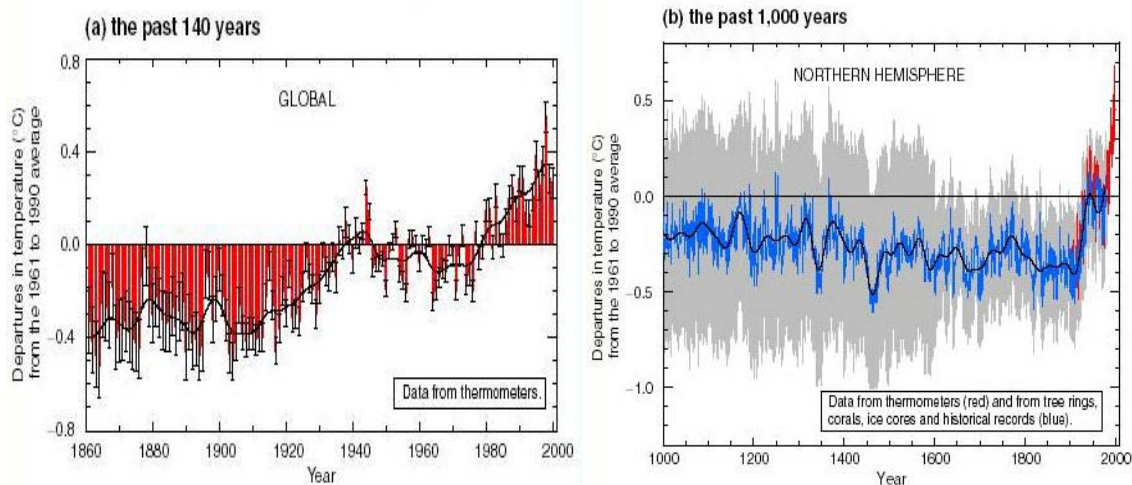 (a) the past 140 years
Departures in temperature (°C)
from the 1961 to 1990 average
0.8
0.4
0.0
−0.4
−0.8
GLOBAL
Data from thermometers.
1860 1880 1900 1920 1940 1960 1980 2000
Year
(b) the past 1,000 years
Departures in temperature (°C)
from the 1961 to 1990 average
0.5
0.0
−0.5
−1.0
NORTHERN HEMISPHERE
Data from thermometers (red) and from tree rings,
corals, ice cores and historical records (blue).
1000 1200 1400 1600 1800 2000
Year